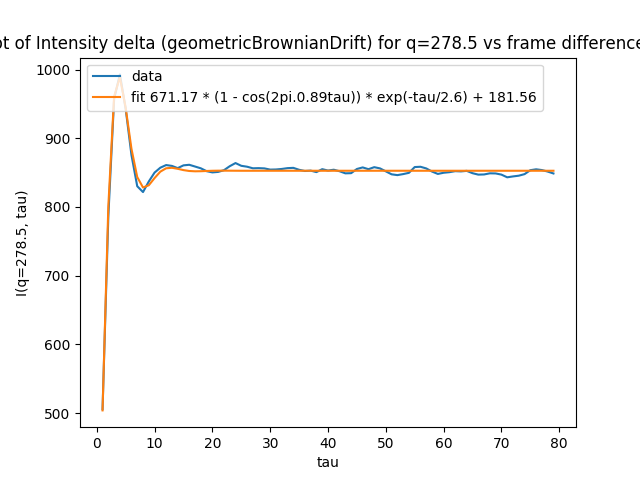 of Intensity delta (geometricBrownianDrift) for q=278.5 vs frame difference
data
fit 671.17 * (1 - cos(2pi.0.89tau)) * exp(-tau/2.6) + 181.56
1000
900
800
700
600
500
I(q=278.5, tau)
0 10 20 30 40 50 60 70 80
tau